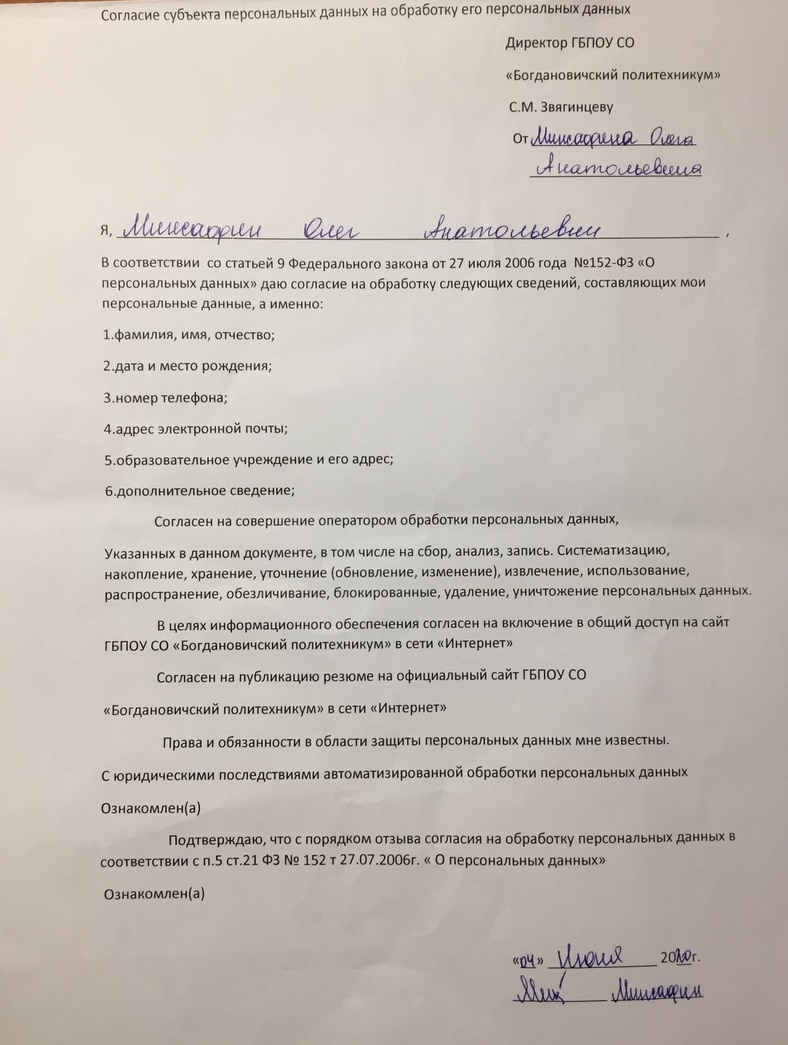 Согласие субъекта персональных данных на обработку его персональных данных
Директор ГБПОУ СО
«Богдановичский политехникум»
С.М. Звягинцеву
От Минсафина Олега
Анатольевича
Я, Минсафин Олег Анатольевич ,
В соответствии со статьей 9 Федерального закона от 27 июля 2006 года №152-ФЗ «О
персональных данных» даю согласие на обработку следующих сведений, составляющих мои
персональные данные, а именно:
1.фамилия, имя, отчество;
2.дата и место рождения;
3.номер телефона;
4.адрес электронной почты;
5.образовательное учреждение и его адрес;
6.дополнительное сведение;
Согласен на совершение оператором обработки персональных данных,
Указанных в данном документе, в том числе на сбор, анализ, запись. Систематизацию,
накопление, хранение, уточнение (обновление, изменение), извлечение, использование,
распространение, обезличивание, блокированные, удаление, уничтожение персональных данных.
В целях информационного обеспечения согласен на включение в общий доступ на сайт
ГБПОУ СО «Богдановичский политехникум» в сети «Интернет»
Согласен на публикацию резюме на официальный сайт ГБПОУ СО
«Богдановичский политехникум» в сети «Интернет»
Права и обязанности в области защиты персональных данных мне известны.
С юридическими последствиями автоматизированной обработки персональных данных
Ознакомлен(а)
Подтверждаю, что с порядком отзыва согласия на обработку персональных данных в
соответствии с п.5 ст.21 ФЗ № 152 т 27.07.2006г. « О персональных данных»
Ознакомлен(а)
«04» Июня 2020г.
Минсафин